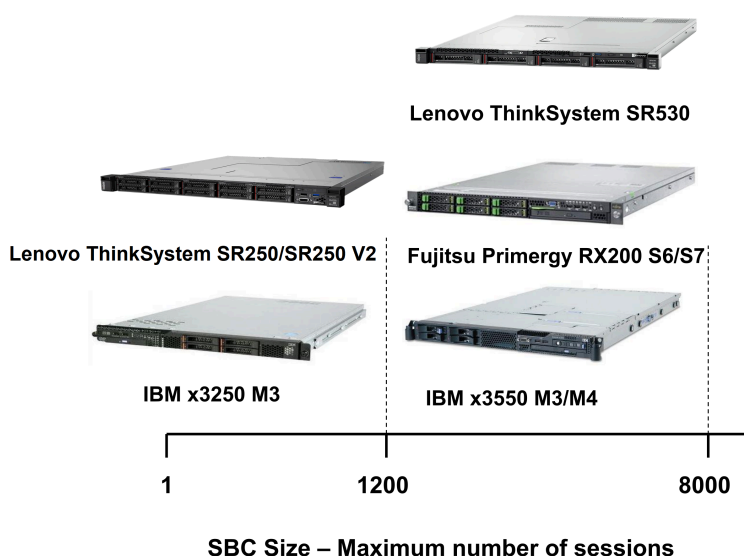 Lenovo ThinkSystem SR530
Lenovo ThinkSystem SR250/SR250 V2
Fujitsu Primergy RX200 S6/S7
IBM x3250 M3
IBM x3550 M3/M4
1
1200
8000
SBC Size – Maximum number of sessions